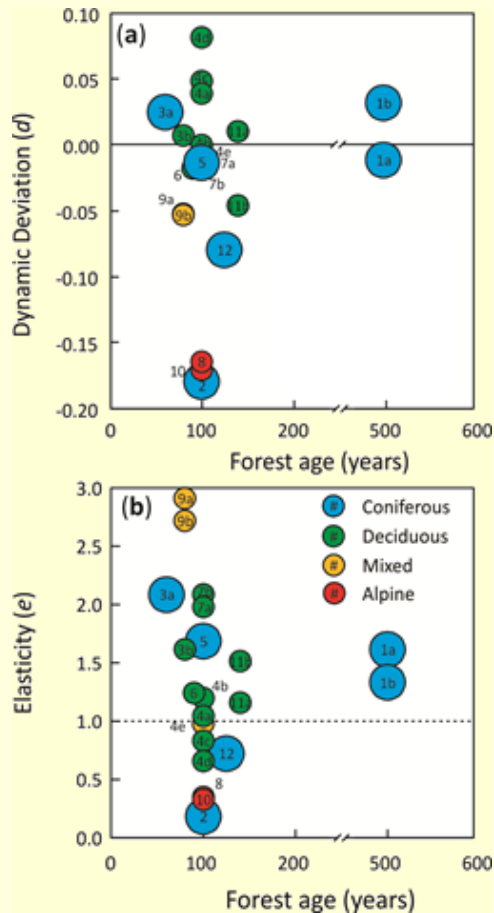 0.10
(a)
4d
0.05
4c
4a
3a
1b
3b
11a
0.00
4e
7a
5
1a
6
7b
-0.05
9a
9b
12
-0.10
-0.15
8
10
2
-0.20
0 100 200 500 600
Forest age (years)
Dynamic Deviation (d)
3.0
(b)
9a
# Coniferous
9b
# Deciduous
2.5
# Mixed
# Alpine
2.0
3a
7b
7a
5
3b
11b
1a
1.5
1b
6
4b
11a
4a
1.0
4e
4c
12
4d
0.5
8
10
2
0.0
0 100 200 500 600
Forest age (years)
Elasticity (e)